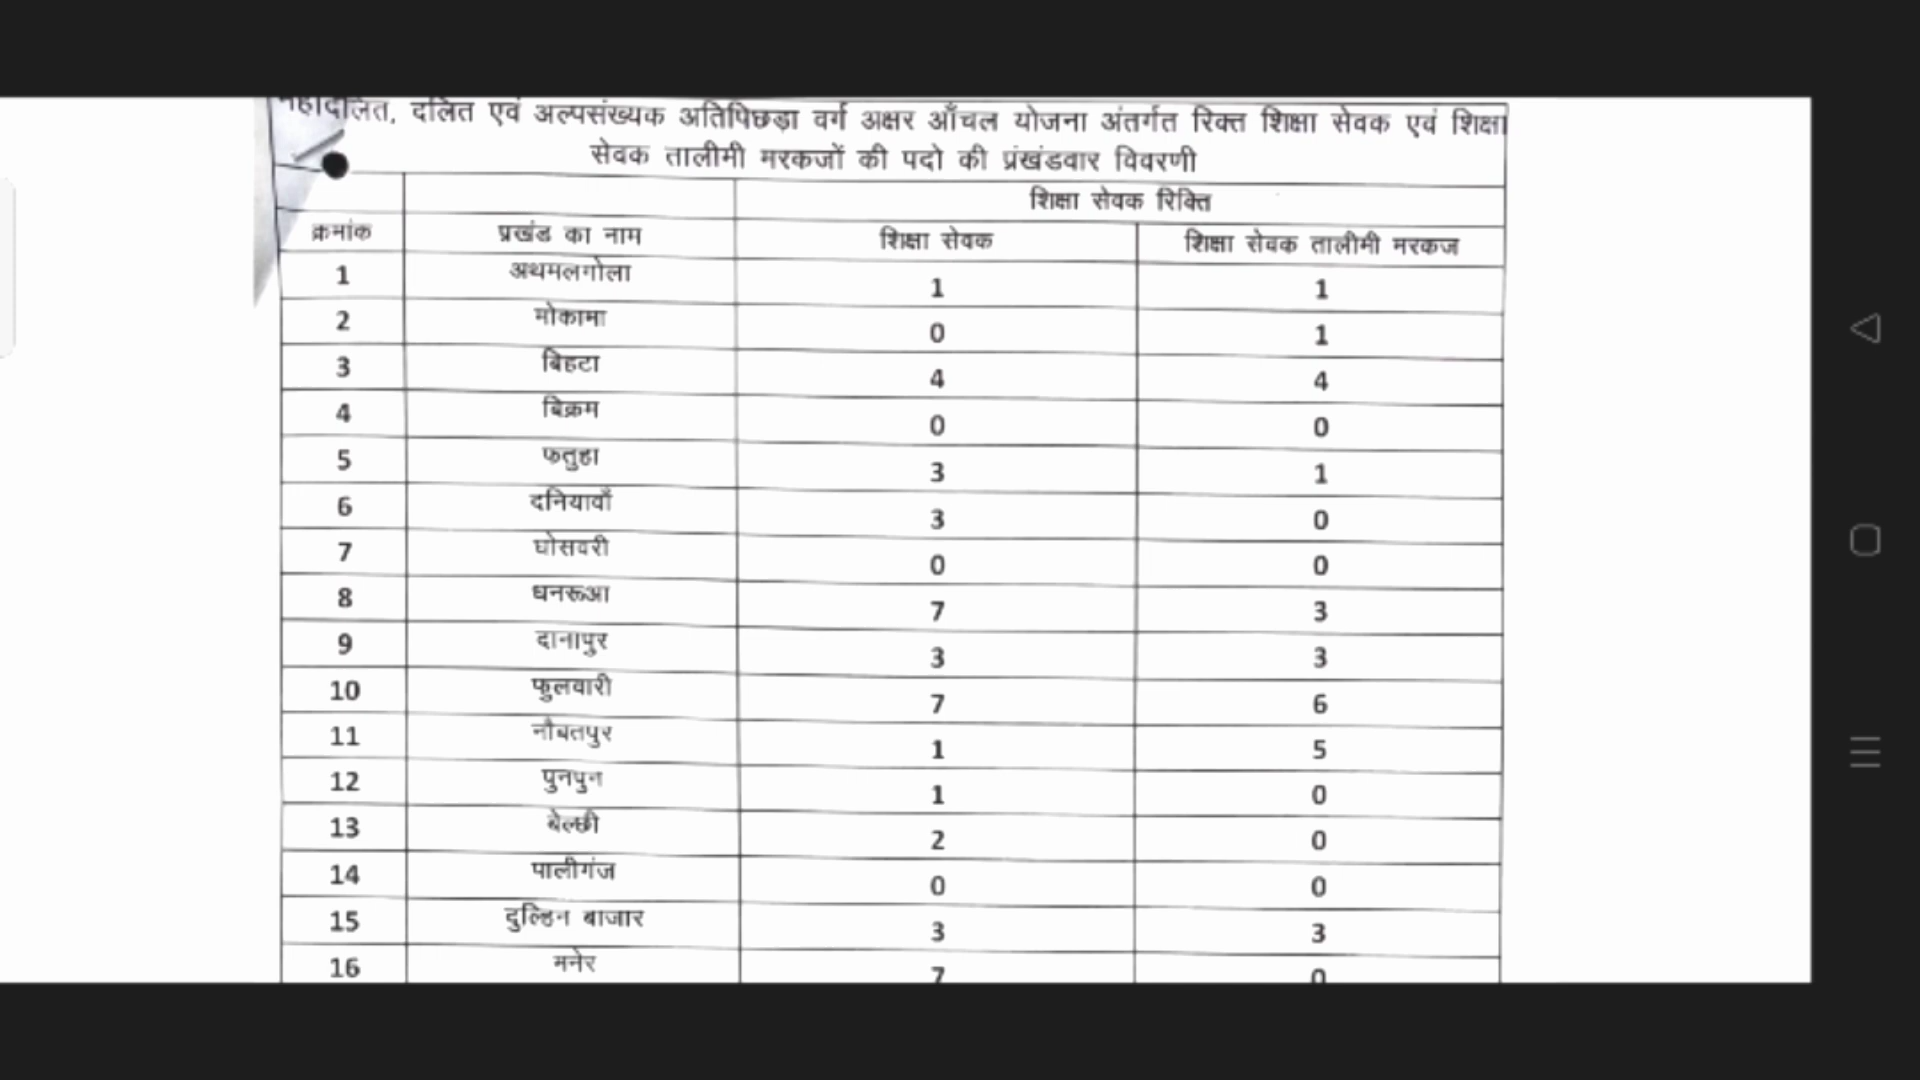 महादलित, दलित एवं अल्पसंख्यक अतिपिछड़ा वर्ग अक्षर आँचल योजना अंतर्गत रिक्त शिक्षा सेवक एवं शिक्षा
सेवक तालीमी मरकजों की पदो की प्रंखंडवार विवरणी
शिक्षा सेवक रिक्ति
क्रमांक प्रखंड का नाम शिक्षा सेवक शिक्षा सेवक तालीमी मरकज
1 अथमलगोला 1 1
2 मोकामा 0 1
3 बिहटा 4 4
4 बिक्रम 0 0
5 फतुहा 3 1
6 दनियावाँ 3 0
7 घोसवरी 0 0
8 धनरूआ 7 3
9 दानापुर 3 3
10 फुलवारी 7 6
11 नौबतपुर 1 5
12 पुनपुन 1 0
13 बेल्छी 2 0
14 पालीगंज 0 0
15 दुल्हिन बाजार 3 3
16 मनेर 7 0